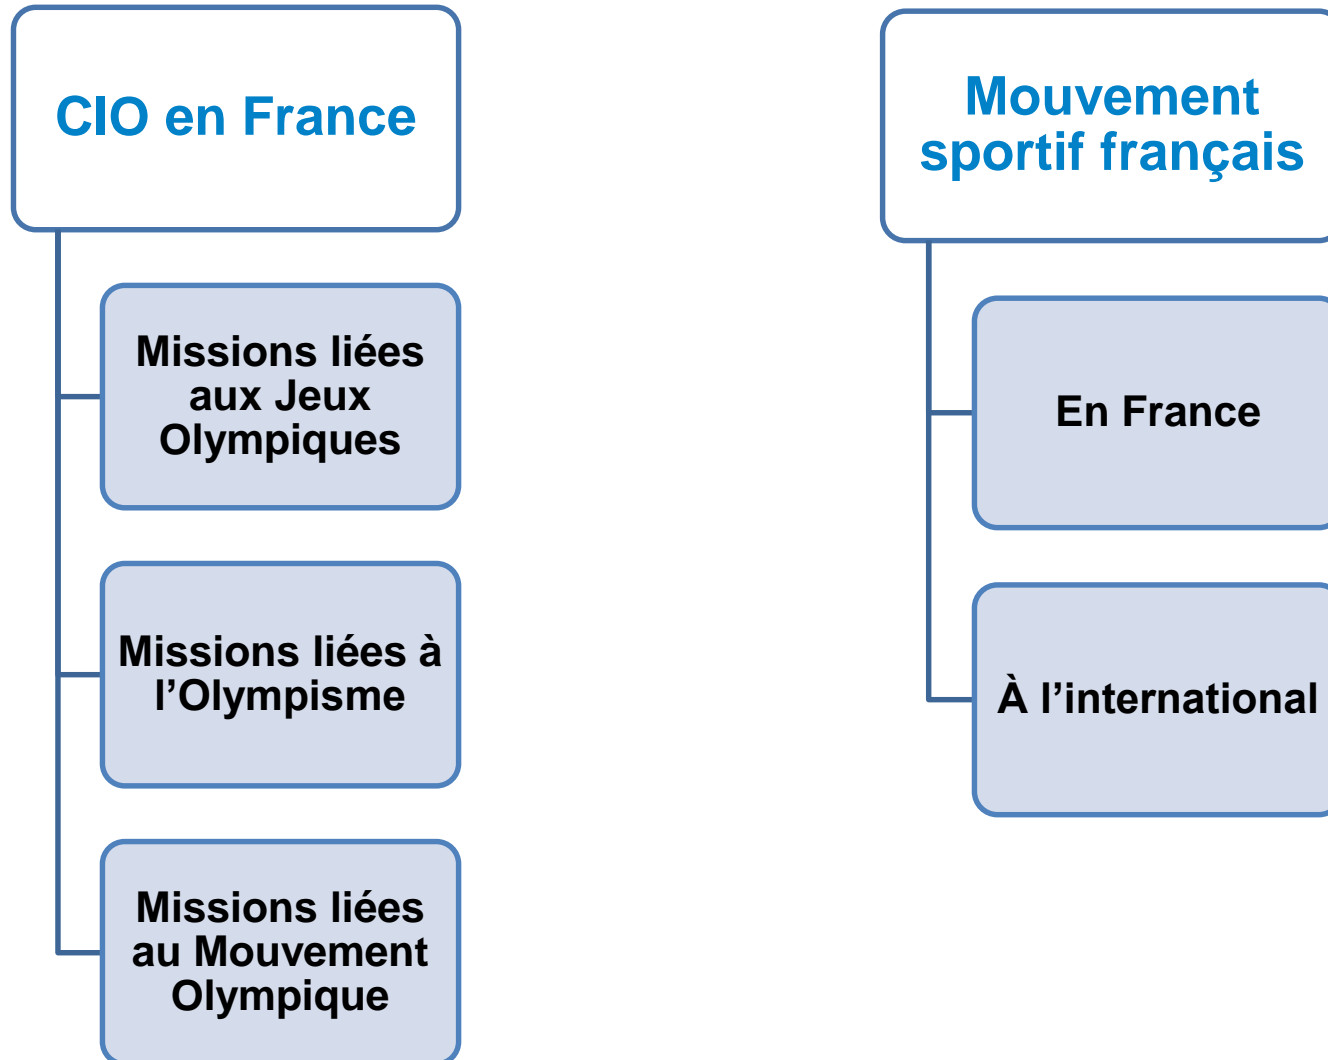 CIO en France
Missions liées
aux Jeux
Olympiques
Missions liées à
l’Olympisme
Missions liées
au Mouvement
Olympique
Mouvement
sportif français
En France
À l’international